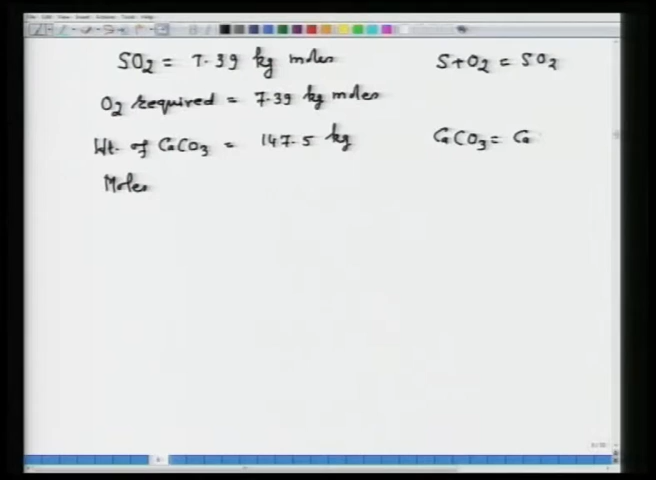 SO2 = 7.39 kg moles S+O2 = SO2
O2 required = 7.39 kg moles
Wt. of CaCO3 = 147.5 kg CaCO3 = Ca
Moles